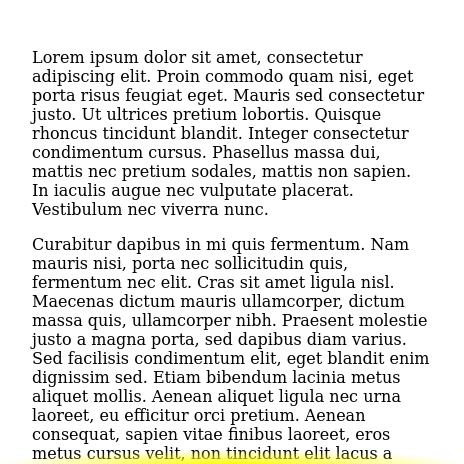 Lorem ipsum dolor sit amet, consectetur
adipiscing elit. Proin commodo quam nisi, eget
porta risus feugiat eget. Mauris sed consectetur
justo. Ut ultrices pretium lobortis. Quisque
rhoncus tincidunt blandit. Integer consectetur
condimentum cursus. Phasellus massa dui,
mattis nec pretium sodales, mattis non sapien.
In iaculis augue nec vulputate placerat.
Vestibulum nec viverra nunc.
Curabitur dapibus in mi quis fermentum. Nam
mauris nisi, porta nec sollicitudin quis,
fermentum nec elit. Cras sit amet ligula nisl.
Maecenas dictum mauris ullamcorper, dictum
massa quis, ullamcorper nibh. Praesent molestie
justo a magna porta, sed dapibus diam varius.
Sed facilisis condimentum elit, eget blandit enim
dignissim sed. Etiam bibendum lacinia metus
aliquet mollis. Aenean aliquet ligula nec urna
laoreet, eu efficitur orci pretium. Aenean
consequat, sapien vitae finibus laoreet, eros
metus cursus velit, non tincidunt elit lacus a